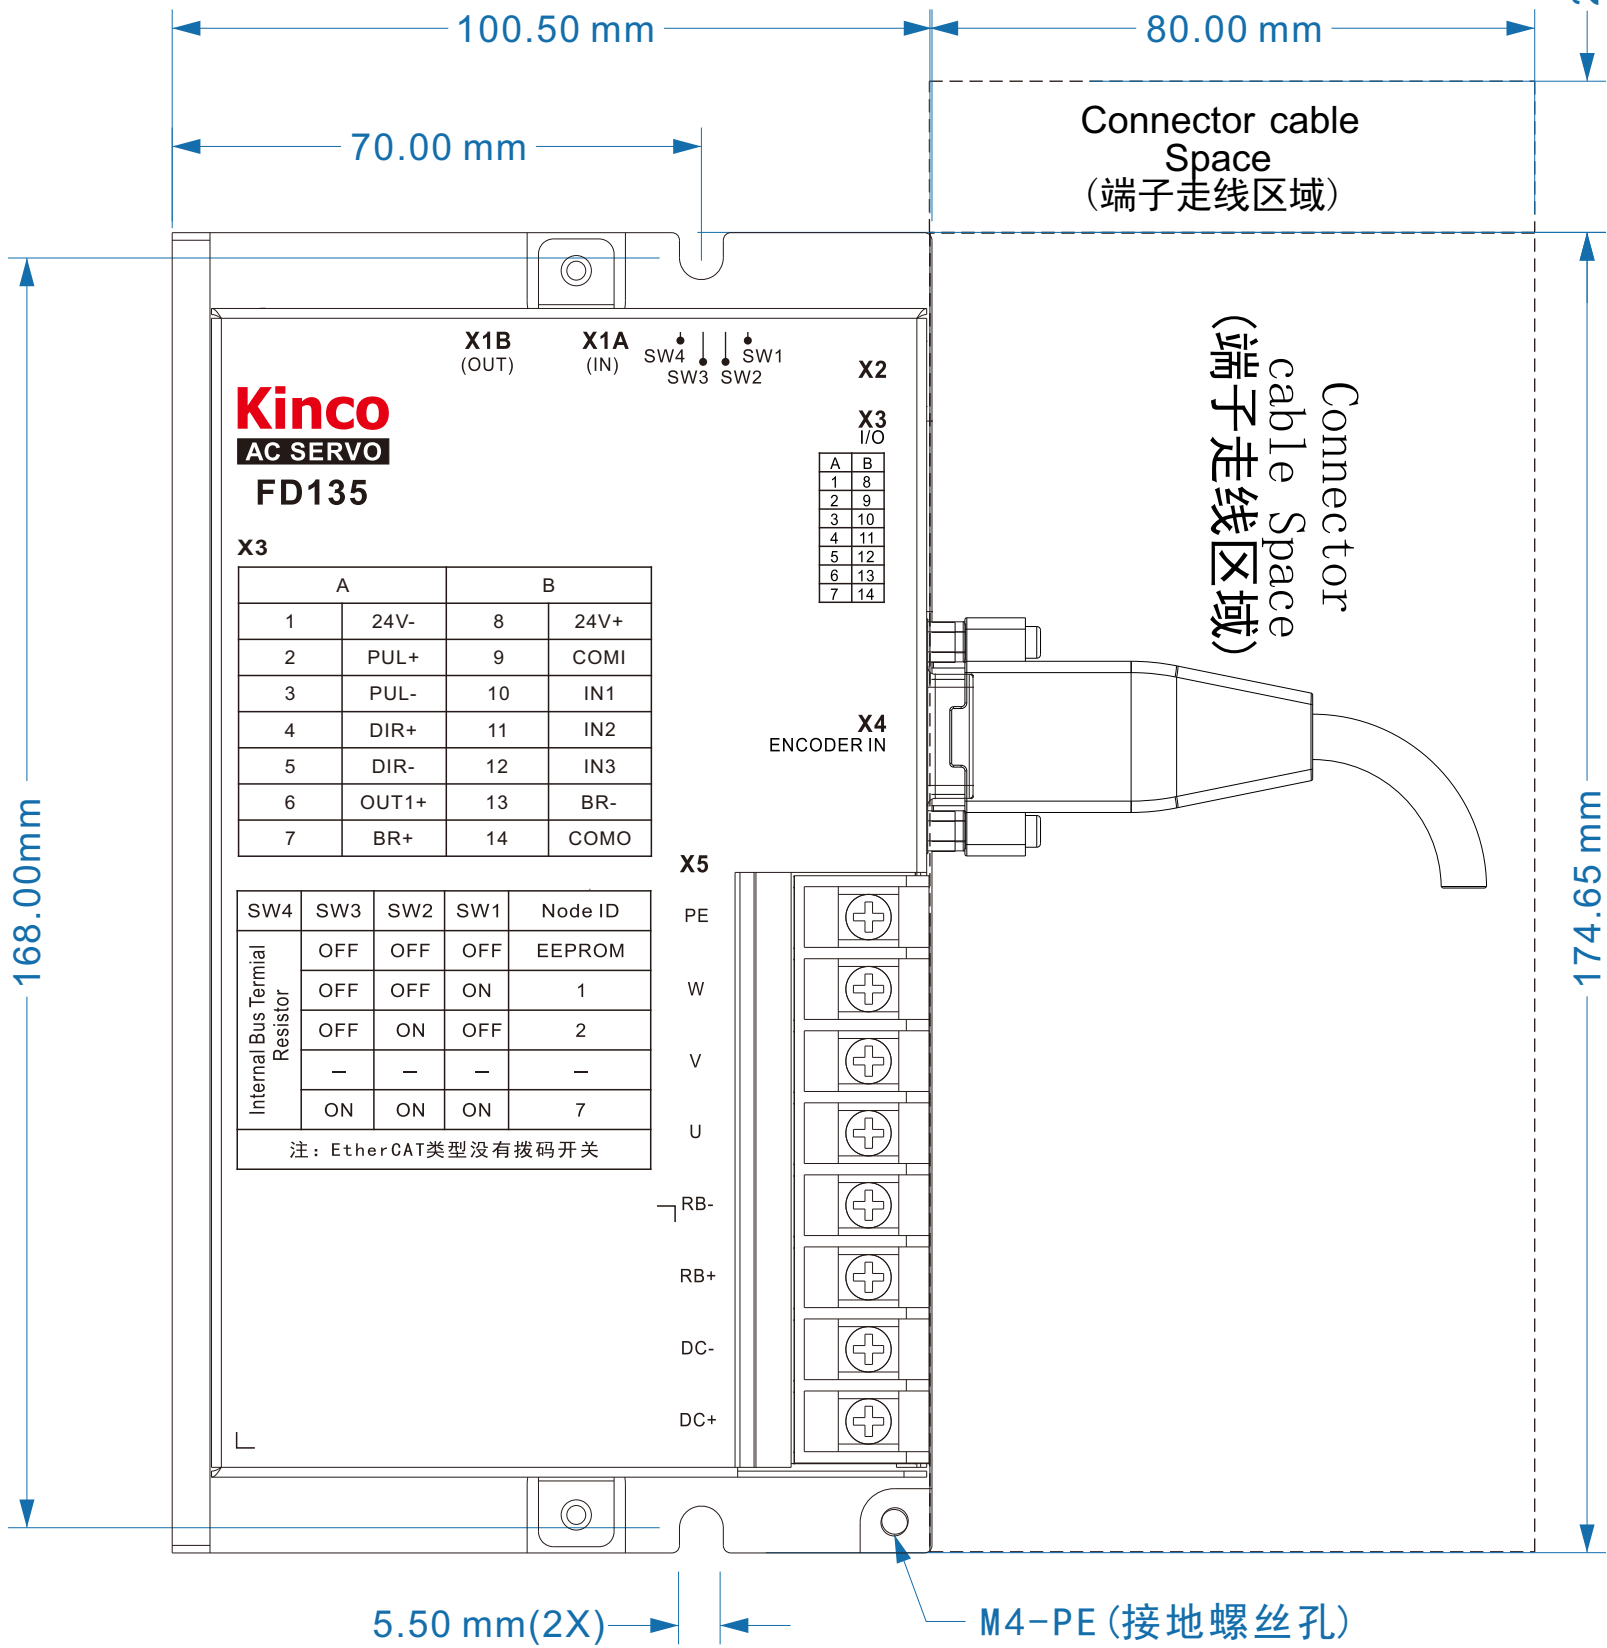 100.50 mm
80.00 mm
70.00 mm
Connector cable
Space
(端子走线区域)
X1B
(OUT)
X1A
(IN)
SW4
SW3
SW2
SW1
X2
Kinco
AC SERVO
FD135
X3
I/O
A B
1 8
2 9
3 10
4 11
5 12
6 13
7 14
Connector
cable Space
(端子走线区域)
X3
A B
1 24V- 8 24V+
2 PUL+ 9 COMI
3 PUL- 10 IN1
4 DIR+ 11 IN2
5 DIR- 12 IN3
6 OUT1+ 13 BR-
7 BR+ 14 COMO
X4
ENCODER IN
168.00mm
174.65 mm
SW4 SW3 SW2 SW1 Node ID
Internal Bus Termial
Resistor
OFF OFF OFF EEPROM
OFF OFF ON 1
OFF ON OFF 2
– – – –
ON ON ON 7
注: EtherCAT类型没有拨码开关
X5
PE
W
V
U
RB-
RB+
DC-
DC+
5.50 mm(2X)
M4-PE(接地螺丝孔)